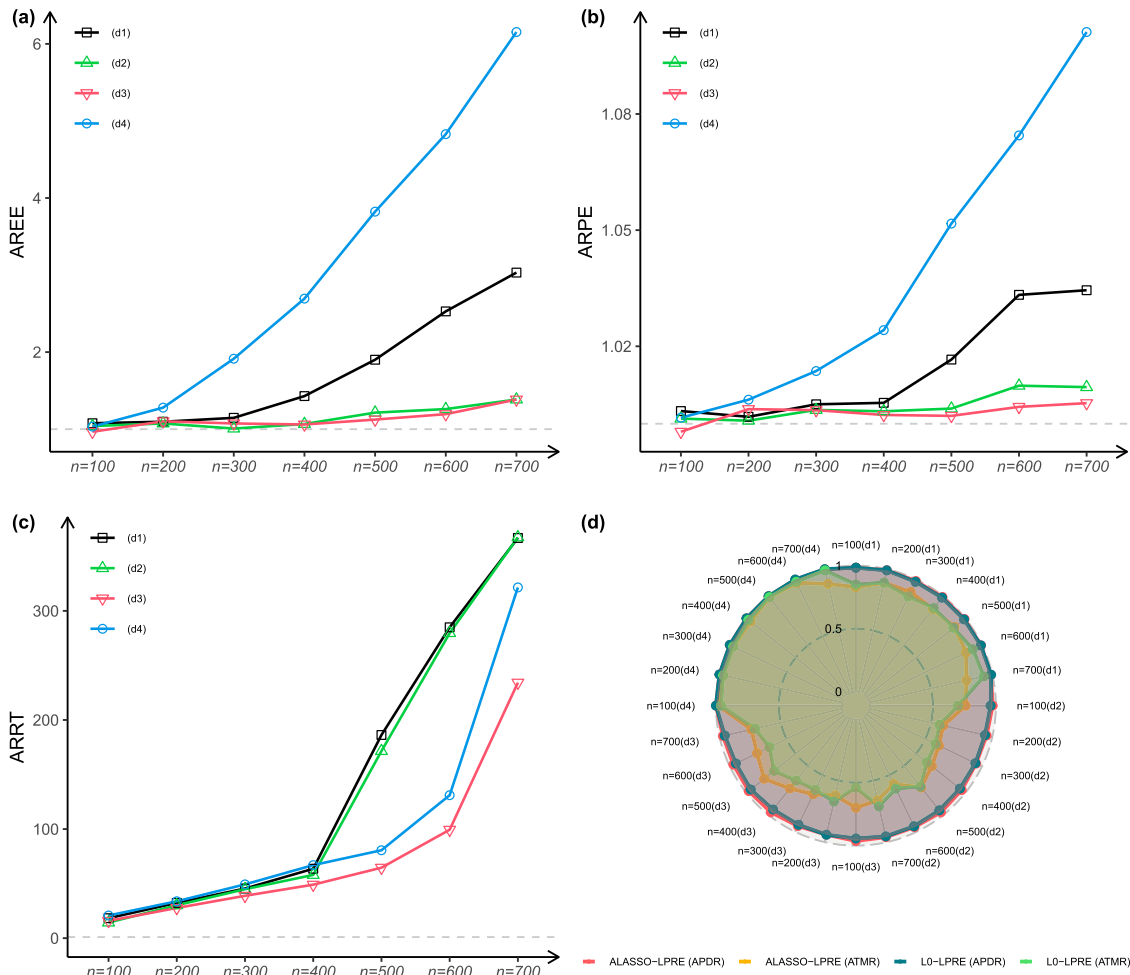 (a)
6
4
2
AREE
(d1)
(d2)
(d3)
(d4)
n=100 n=200 n=300 n=400 n=500 n=600 n=700
(b)
1.08
1.05
1.02
ARPE
(d1)
(d2)
(d3)
(d4)
n=100 n=200 n=300 n=400 n=500 n=600 n=700
(c)
300
200
100
0
ARRT
(d1)
(d2)
(d3)
(d4)
n=100 n=200 n=300 n=400 n=500 n=600 n=700
(d)
1
0.5
0
n=100(d1)
n=200(d1)
n=300(d1)
n=400(d1)
n=500(d1)
n=600(d1)
n=700(d1)
n=100(d2)
n=200(d2)
n=300(d2)
n=400(d2)
n=500(d2)
n=600(d2)
n=700(d2)
n=100(d3)
n=200(d3)
n=300(d3)
n=400(d3)
n=500(d3)
n=600(d3)
n=700(d3)
n=100(d4)
n=200(d4)
n=300(d4)
n=400(d4)
n=500(d4)
n=600(d4)
n=700(d4)
ALASSO−LPRE (APDR) ALASSO−LPRE (ATMR) L0−LPRE (APDR) L0−LPRE (ATMR)